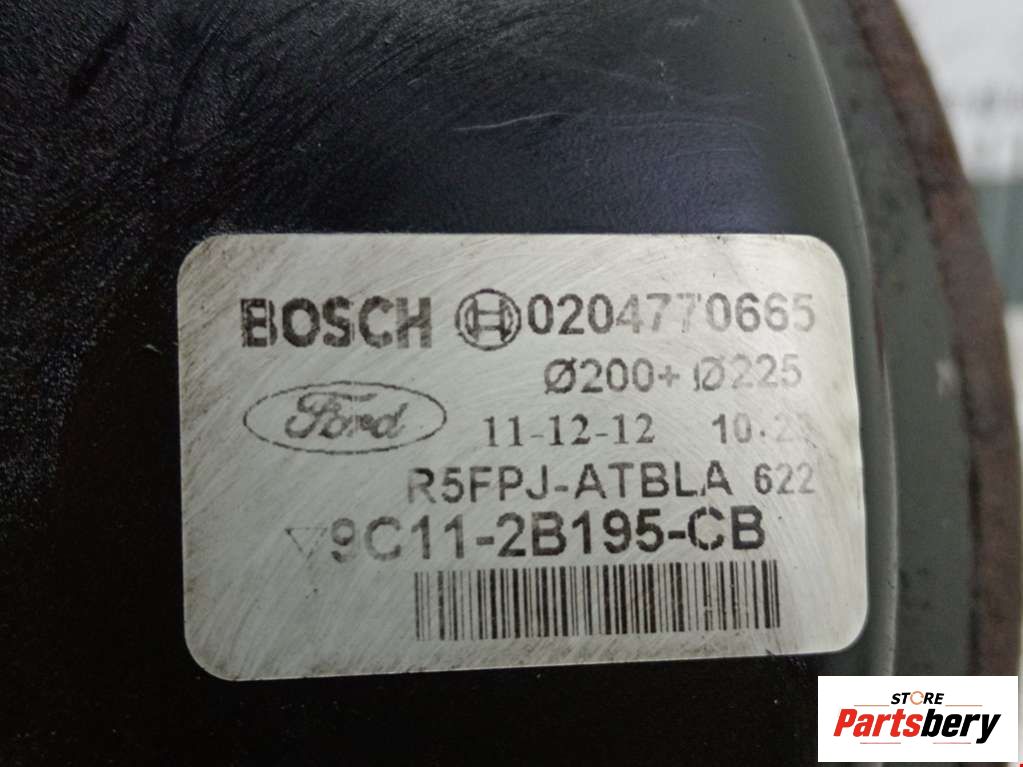 BOSCH 0204770665
Ø200+Ø225
Ford 11-12-12
R5FPJ-ATBLA 622
9C11-2B195-CB
STORE
Partsbery